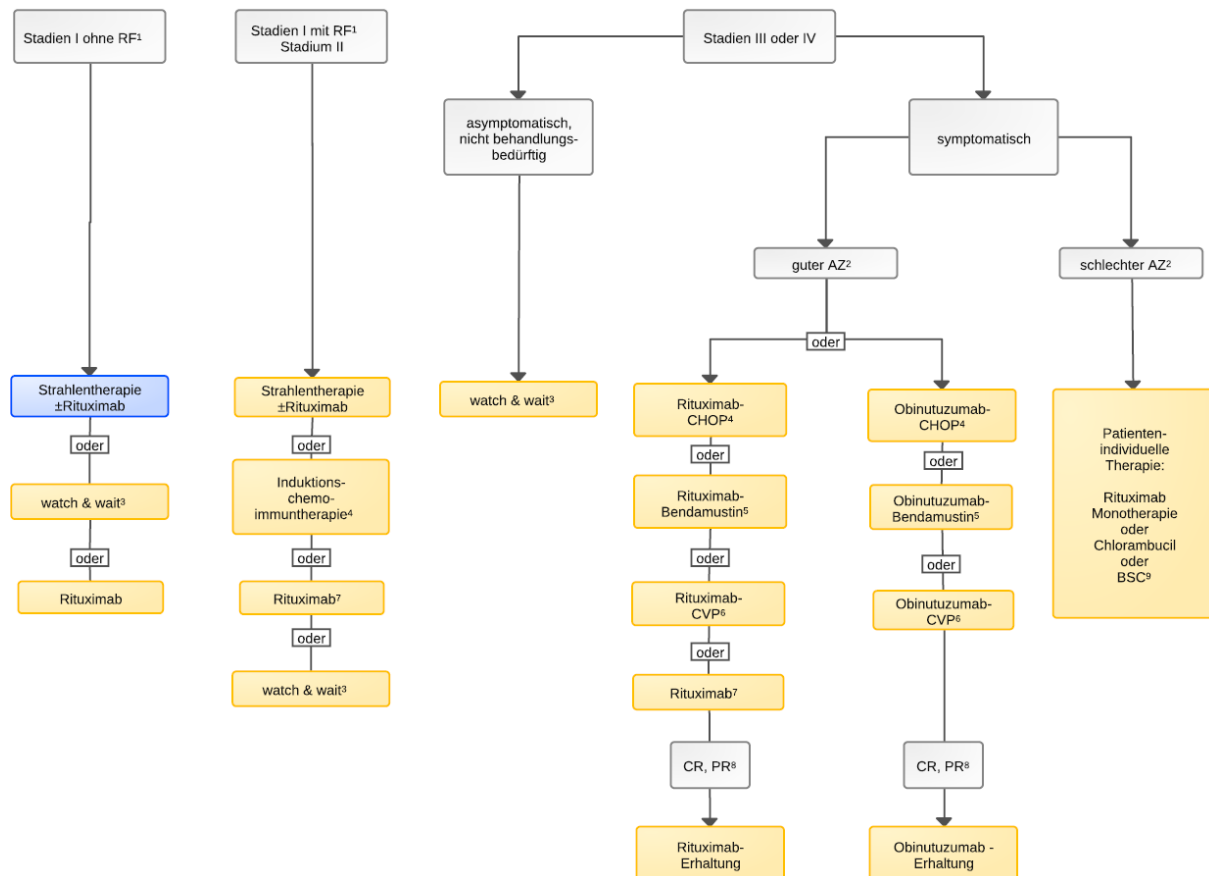 Stadien I ohne RF¹
Stadien I mit RF¹
Stadium II
Stadien III oder IV
asymptomatisch,
nicht behandlungs-
bedürftig
symptomatisch
guter AZ²
schlechter AZ²
oder
Strahlentherapie
±Rituximab
oder
watch & wait³
oder
Rituximab
Strahlentherapie
±Rituximab
oder
Induktions-
chemo-
immuntherapie⁴
oder
Rituximab⁷
oder
watch & wait³
watch & wait³
Rituximab-
CHOP⁴
oder
Rituximab-
Bendamustin⁵
oder
Rituximab-
CVP⁶
oder
Rituximab⁷
CR, PR⁸
Rituximab-
Erhaltung
Obinutuzumab-
CHOP⁴
oder
Obinutuzumab-
Bendamustin⁵
oder
Obinutuzumab-
CVP⁶
CR, PR⁸
Obinutuzumab -
Erhaltung
Patienten-
individuelle
Therapie:
Rituximab
Monotherapie
oder
Chlorambucil
oder
BSC⁹